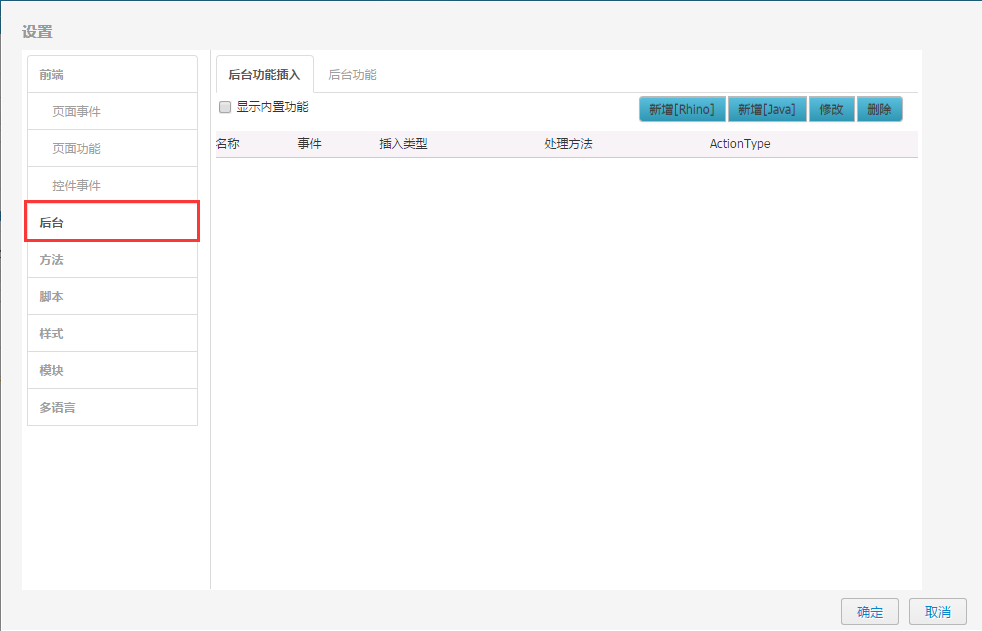 设置
前端
页面事件
页面功能
控件事件
后台
方法
脚本
样式
模块
多语言
后台功能插入 后台功能
显示内置功能 新增[Rhino] 新增[Java] 修改 删除
名称 事件 插入类型 处理方法 ActionType
确定 取消